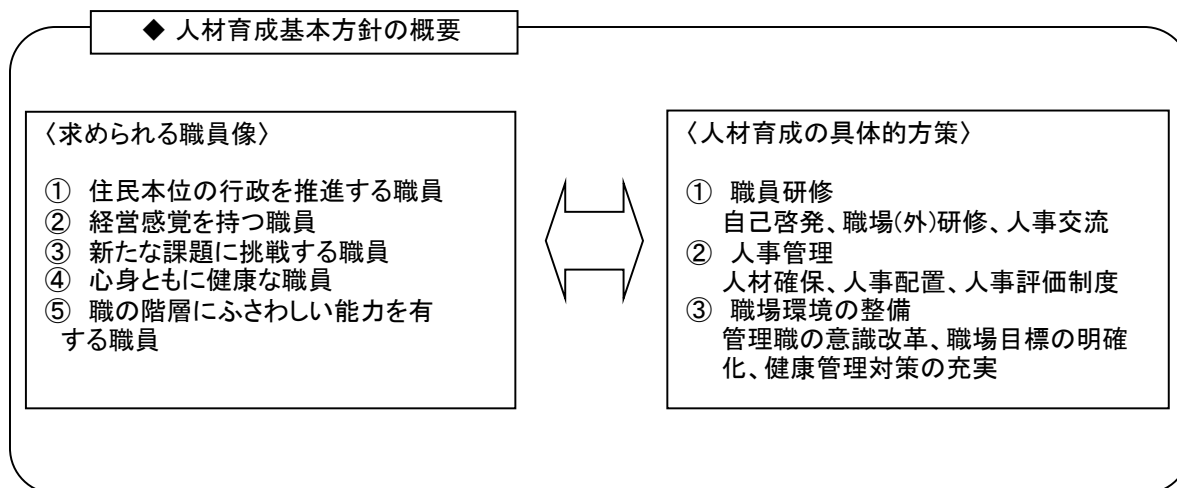 ◆ 人材育成基本方針の概要
〈求められる職員像〉
① 住民本位の行政を推進する職員
② 経営感覚を持つ職員
③ 新たな課題に挑戦する職員
④ 心身ともに健康な職員
⑤ 職の階層にふさわしい能力を有
する職員
〈人材育成の具体的方策〉
① 職員研修
自己啓発、職場(外)研修、人事交流
② 人事管理
人材確保、人事配置、人事評価制度
③ 職場環境の整備
管理職の意識改革、職場目標の明確
化、健康管理対策の充実